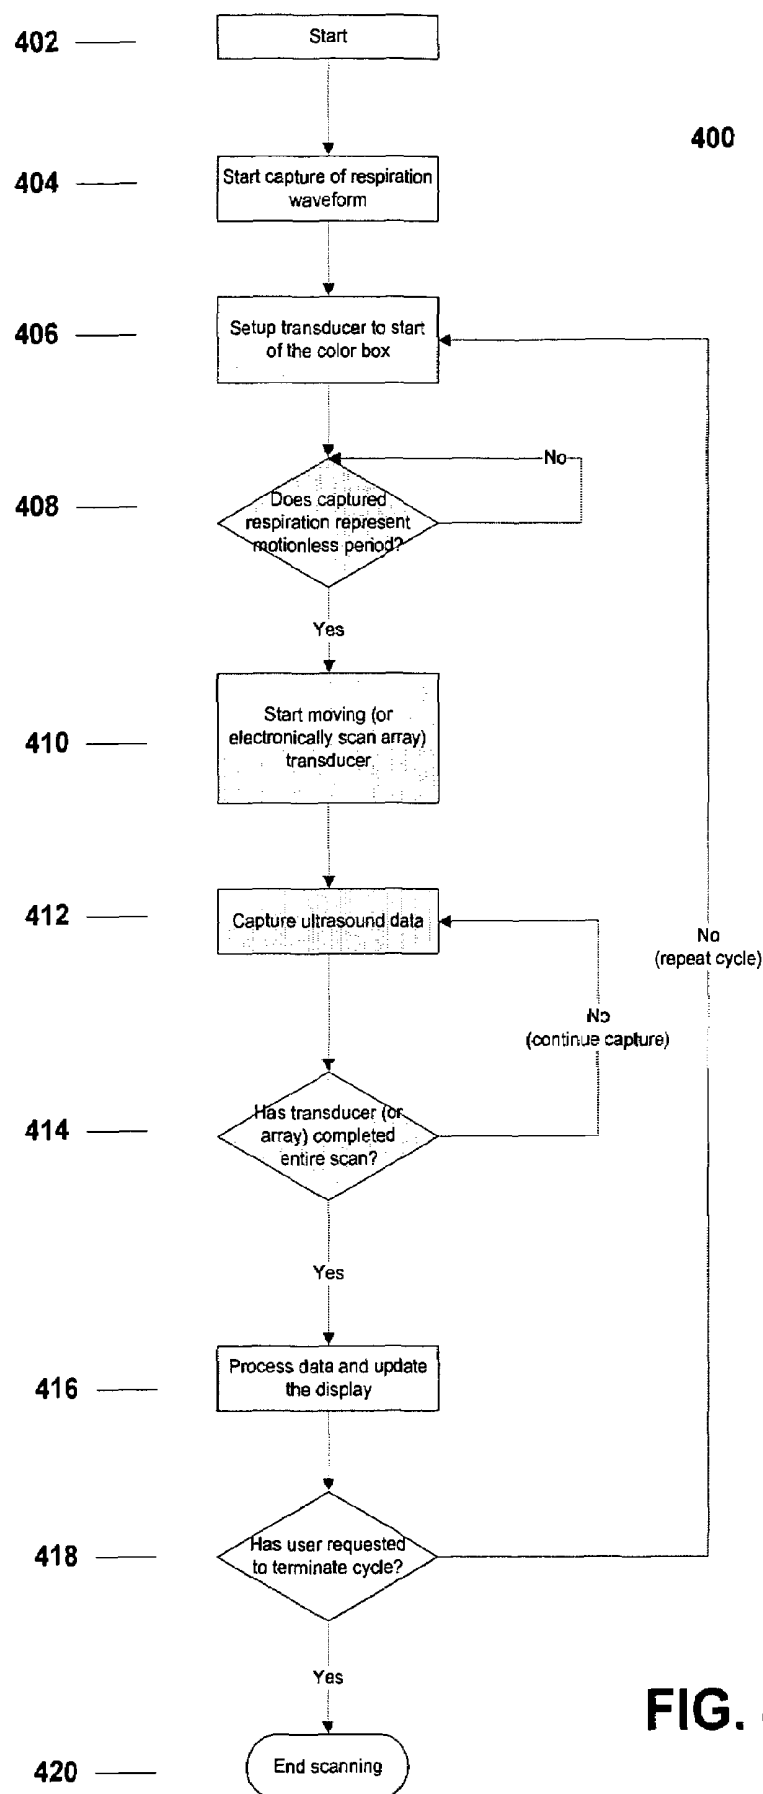 402
Start
400
404
Start capture of respiration
waveform
406
Setup transducer to start
of the color box
No
408
Does captured
respiration represent
motionless period?
Yes
410
Start moving (or
electronically scan array)
transducer
412
Capture ultrasound data
No
(repeat cycle)
No
(continue capture)
414
Has transducer (or
array) completed
entire scan?
Yes
416
Process data and update
the display
418
Has user requested
to terminate cycle?
Yes
FIG.
420
End scanning